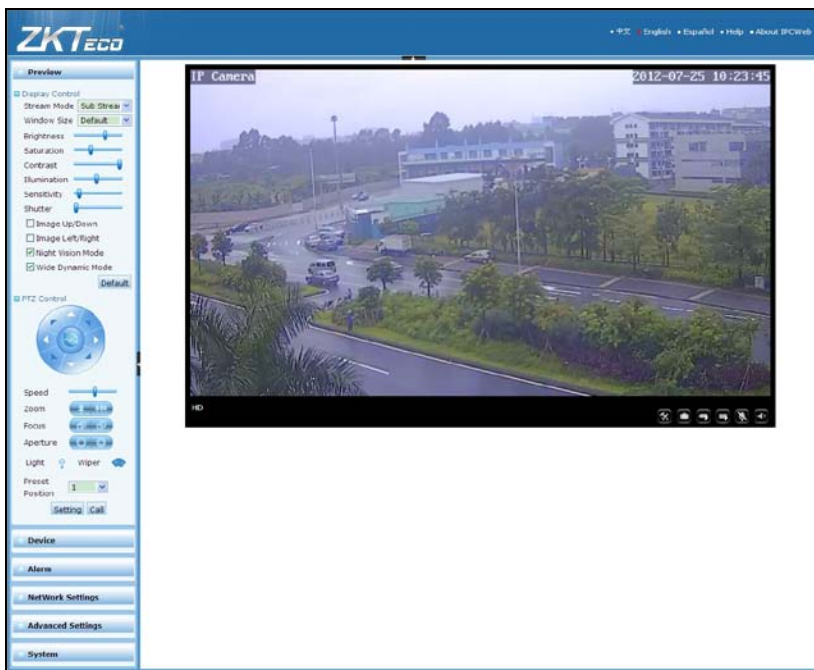 ZKTeco
• 中文 • English • Español • Help • About IPCWeb
Preview
Display Control
Stream Mode Sub Strea
Window Size Default
Brightness
Saturation
Contrast
Illumination
Sensitivity
Shutter
Image Up/Down
Image Left/Right
Night Vision Mode
Wide Dynamic Mode
Default
PTZ Control
Speed
Zoom
Focus
Aperture
Light Wiper
Preset
Position
1
Setting Call
Device
Alarm
NetWork Settings
Advanced Settings
System
IP Camera
2012-07-25 10:23:45
HD